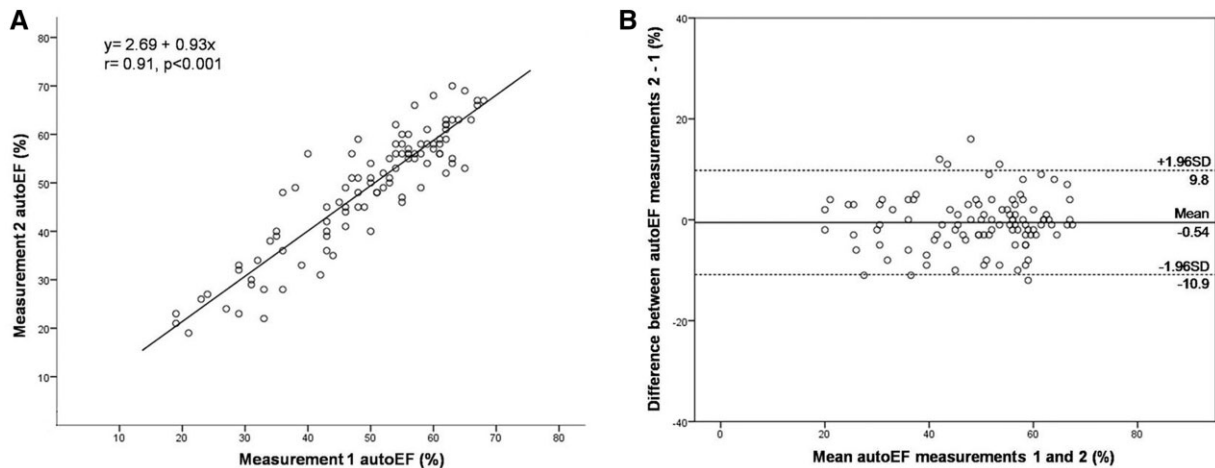 A
y= 2.69 + 0.93x
r= 0.91, p<0.001
Measurement 2 autoEF (%)
80
70
60
50
40
30
20
10
10 20 30 40 50 60 70 80
Measurement 1 autoEF (%)
B
Difference between autoEF measurements 2 - 1 (%)
40
20
0
-20
-40
+1.96SD
9.8
Mean
-0.54
-1.96SD
-10.9
0 20 40 60 80
Mean autoEF measurements 1 and 2 (%)